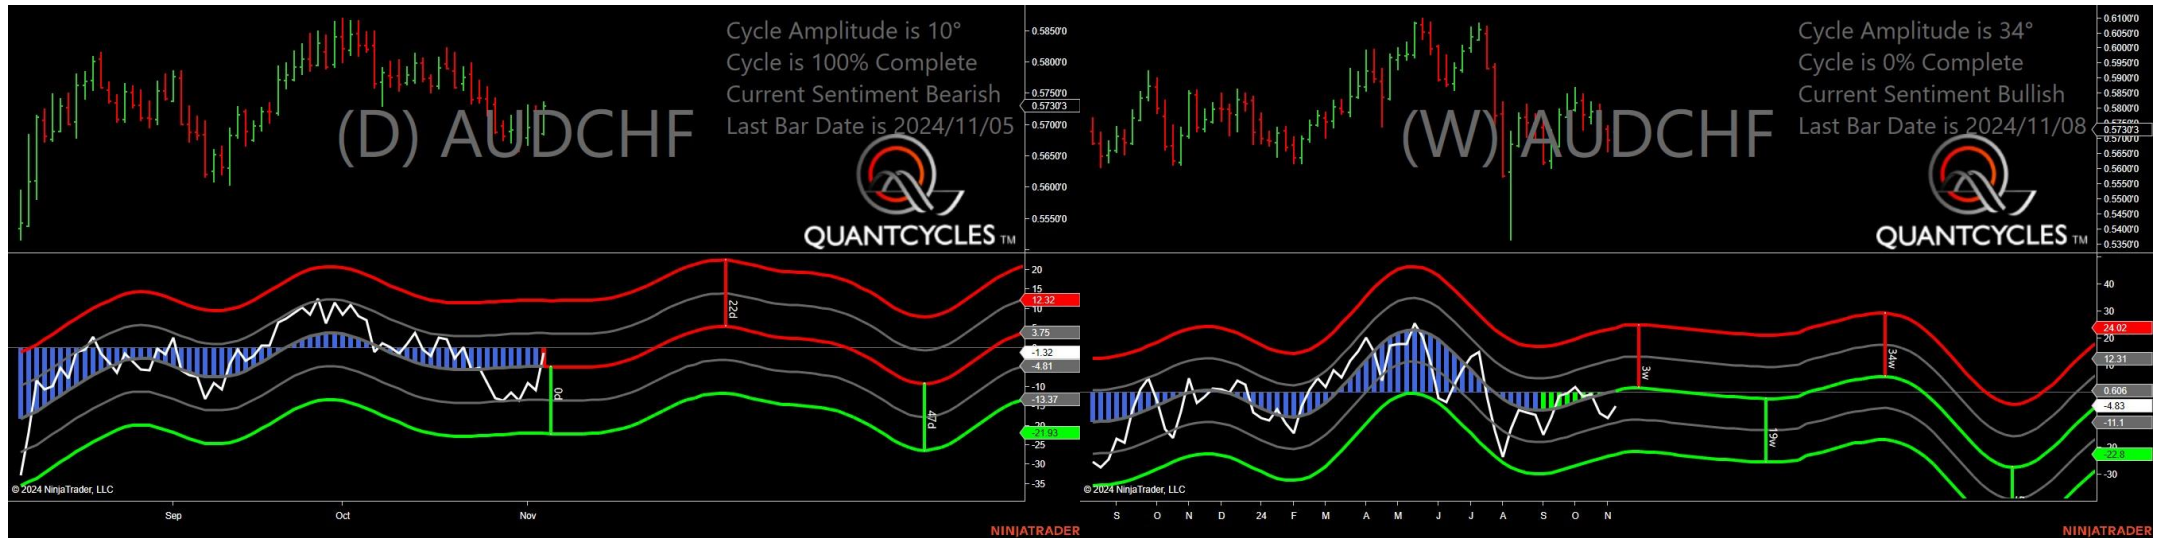 Cycle Amplitude is 10°
Cycle is 100% Complete
Current Sentiment Bearish
Last Bar Date is 2024/11/05
(D) AUDCHF
QUANTCYCLES TM
0.5850'0
0.5800'0
0.5750'0
0.5730'3
0.5700'0
0.5650'0
0.5600'0
0.5550'0
20
15
12.32
10
3.75
-1.32
-4.81
-10
-13.37
-21.93
-25
-30
-35
22d
0d
47d
© 2024 NinjaTrader, LLC
Sep
Oct
Nov
NINJATRADER
Cycle Amplitude is 34°
Cycle is 0% Complete
Current Sentiment Bullish
Last Bar Date is 2024/11/08
(W) AUDCHF
QUANTCYCLES TM
0.6100'0
0.6050'0
0.6000'0
0.5950'0
0.5900'0
0.5850'0
0.5800'0
0.5730'3
0.5700'0
0.5650'0
0.5600'0
0.5550'0
0.5500'0
0.5450'0
0.5400'0
0.5350'0
40
30
24.02
20
12.31
0.606
-4.83
-11.1
-22.8
-30
3w
19w
34w
© 2024 NinjaTrader, LLC
S O N D 24 F M A M J J A S O N
NINJATRADER